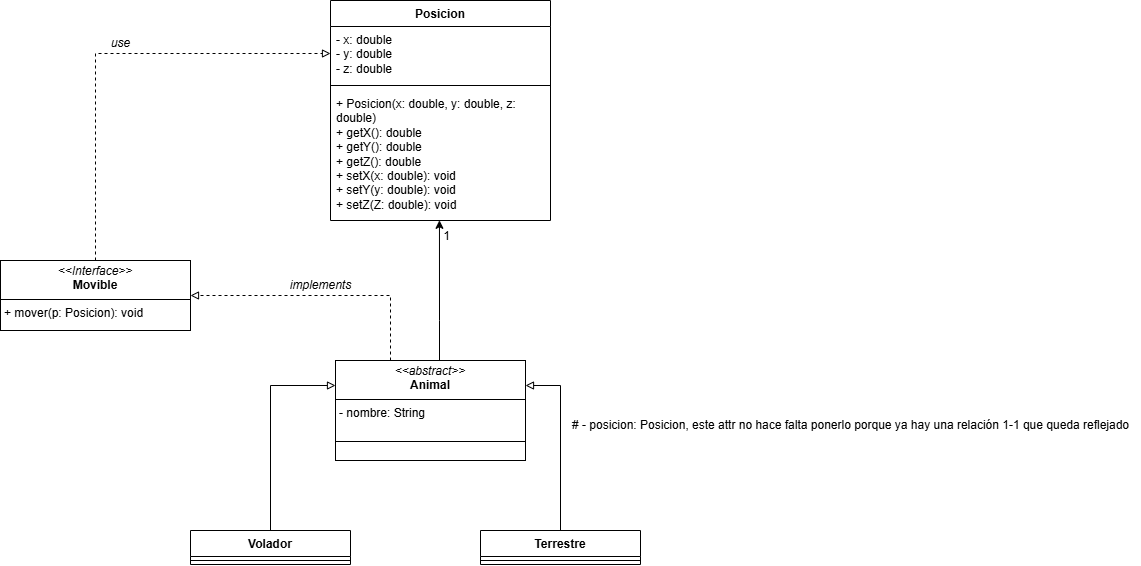 Posicion
- x: double
- y: double
- z: double
+ Posicion(x: double, y: double, z:
double)
+ getX(): double
+ getY(): double
+ getZ(): double
+ setX(x: double): void
+ setY(y: double): void
+ setZ(Z: double): void
use
1
<<Interface>>
Movible
+ mover(p: Posicion): void
implements
<<abstract>>
Animal
- nombre: String
# - posicion: Posicion, este attr no hace falta ponerlo porque ya hay una relación 1-1 que queda reflejado
Volador
Terrestre